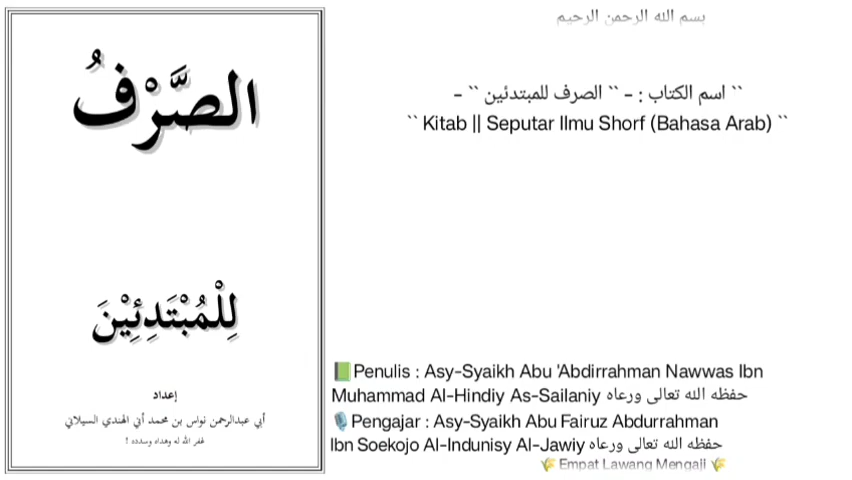 الصَّرْفُ
لِلْمُبْتَدِئِيْنَ
إعداد
أبي عبدالرحمن نواس بن محمد أبي الهندي السيلاني
غفر الله له وهداه وسدده !
بسم الله الرحمن الرحيم
`` اسم الكتاب : - `` الصرف للمبتدئين `` -
`` Kitab || Seputar Ilmu Shorf (Bahasa Arab) ``
📗Penulis : Asy-Syaikh Abu 'Abdirrahman Nawwas Ibn
Muhammad Al-Hindiy As-Sailaniy حفظه الله تعالى ورعاه
🎙️Pengajar : Asy-Syaikh Abu Fairuz Abdurrahman
Ibn Soekojo Al-Indunisy Al-Jawiy حفظه الله تعالى ورعاه
🌾 Empat Lawang Mengaji 🌾